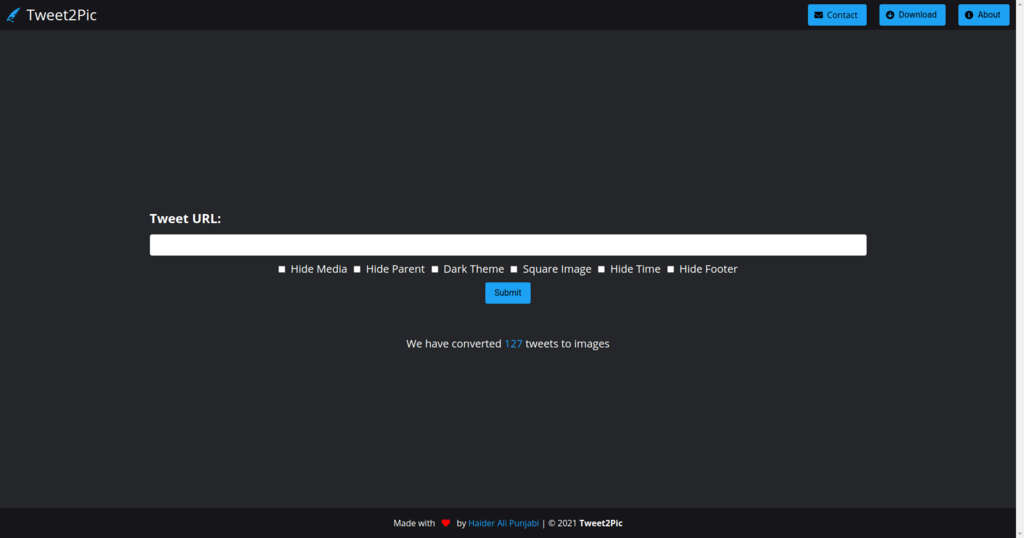 Tweet2Pic
Contact Download About
Tweet URL:
Hide Media Hide Parent Dark Theme Square Image Hide Time Hide Footer
Submit
We have converted 127 tweets to images
Made with by Haider Ali Punjabi | © 2021 Tweet2Pic